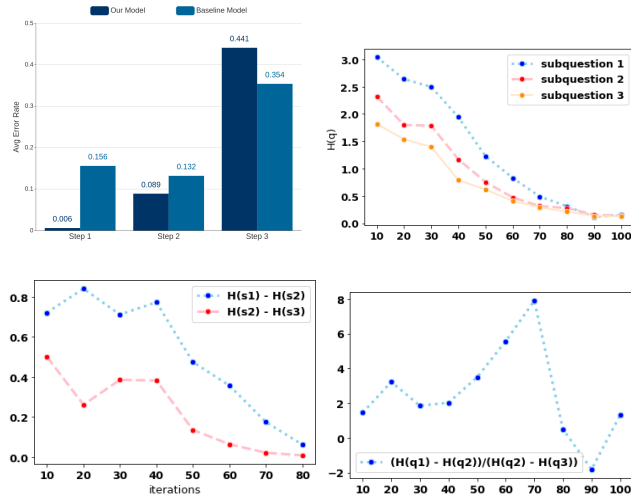 Our Model Baseline Model
0.5
0.441
0.4
0.354
0.3
Avg Error Rate
0.2
0.156
0.132
0.1
0.089
0.006
0
Step 1 Step 2 Step 3
3.0
2.5
2.0
1.5
1.0
0.5
0.0
H(q)
subquestion 1
subquestion 2
subquestion 3
10 20 30 40 50 60 70 80 90 100
0.8
0.6
0.4
0.2
0.0
H(s1) - H(s2)
H(s2) - H(s3)
10 20 30 40 50 60 70 80
iterations
8
6
4
2
0
−2
(H(q1) - H(q2))/(H(q2) - H(q3))
10 20 30 40 50 60 70 80 90 100